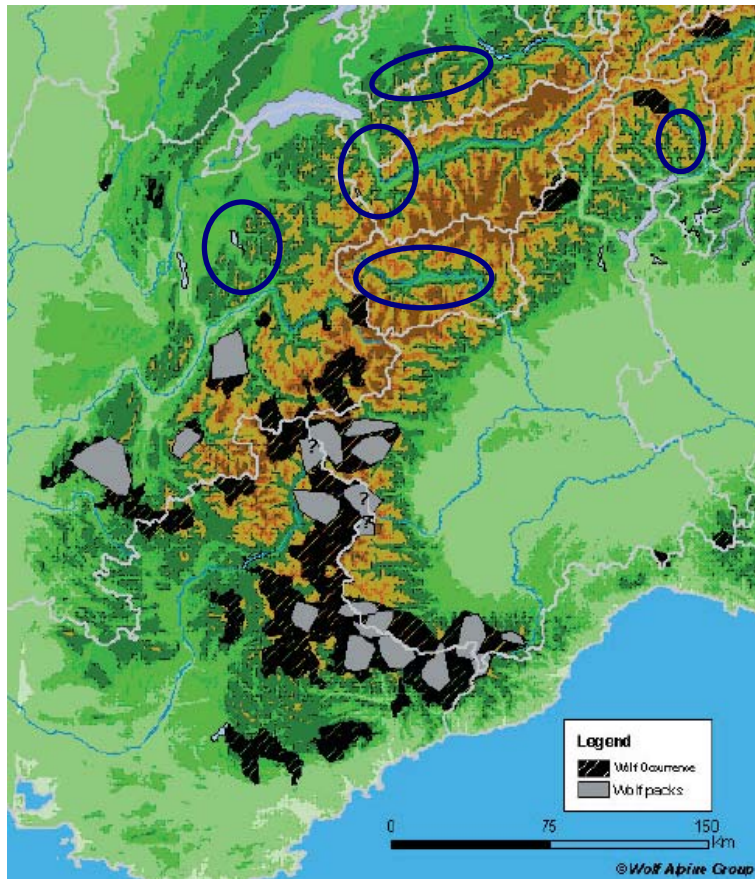 ?
?
?
Legend
Wolf Occurrence
Wolf packs
0 75 150
Km
©Wolf Alpine Group